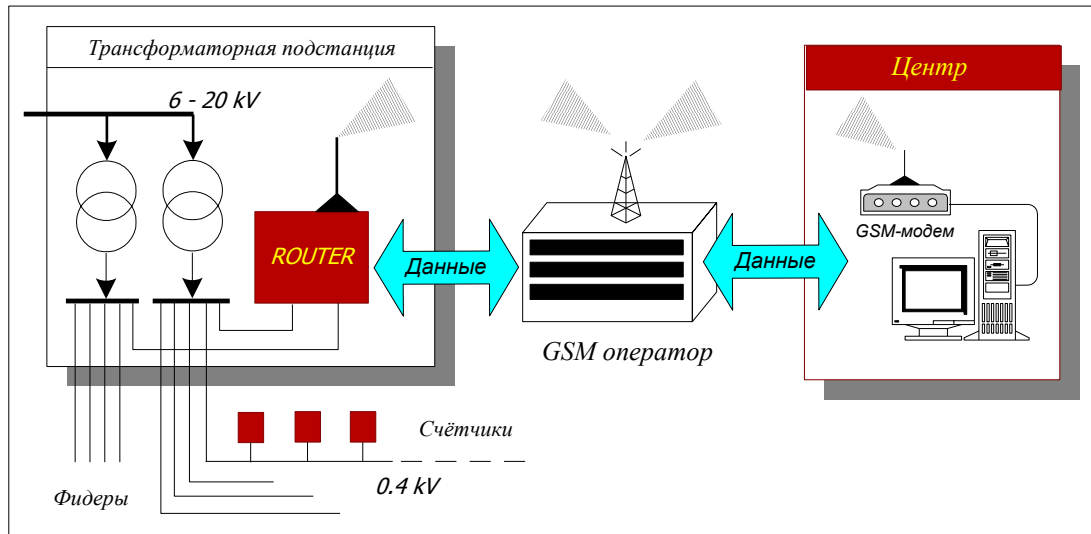 Трансформаторная подстанция
Центр
6 - 20 kV
ROUTER
Данные
Данные
GSM-модем
GSM оператор
Счётчики
0.4 kV
Фидеры